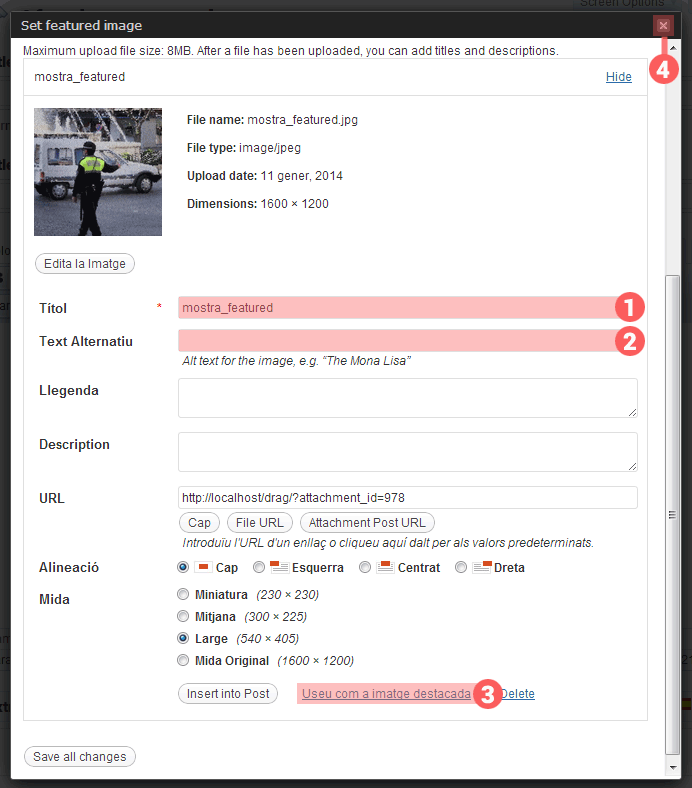 Screen Options
Set featured image
Maximum upload file size: 8MB. After a file has been uploaded, you can add titles and descriptions.
4
mostra_featured
Hide
File name: mostra_featured.jpg
File type: image/jpeg
Upload date: 11 gener, 2014
Dimensions: 1600 × 1200
Edita la Imatge
Títol * mostra_featured 1
Text Alternatiu 2
Alt text for the image, e.g. “The Mona Lisa”
Llegenda
Description
URL http://localhost/drag/?attachment_id=978
Cap File URL Attachment Post URL
Introduïu l'URL d'un enllaç o cliqueu aquí dalt per als valors predeterminats.
Alineació Cap Esquerra Centrat Dreta
Mida Miniatura (230 × 230)
Mitjana (300 × 225)
Large (540 × 405)
Mida Original (1600 × 1200)
Insert into Post Useu com a imatge destacada 3 Delete
Save all changes